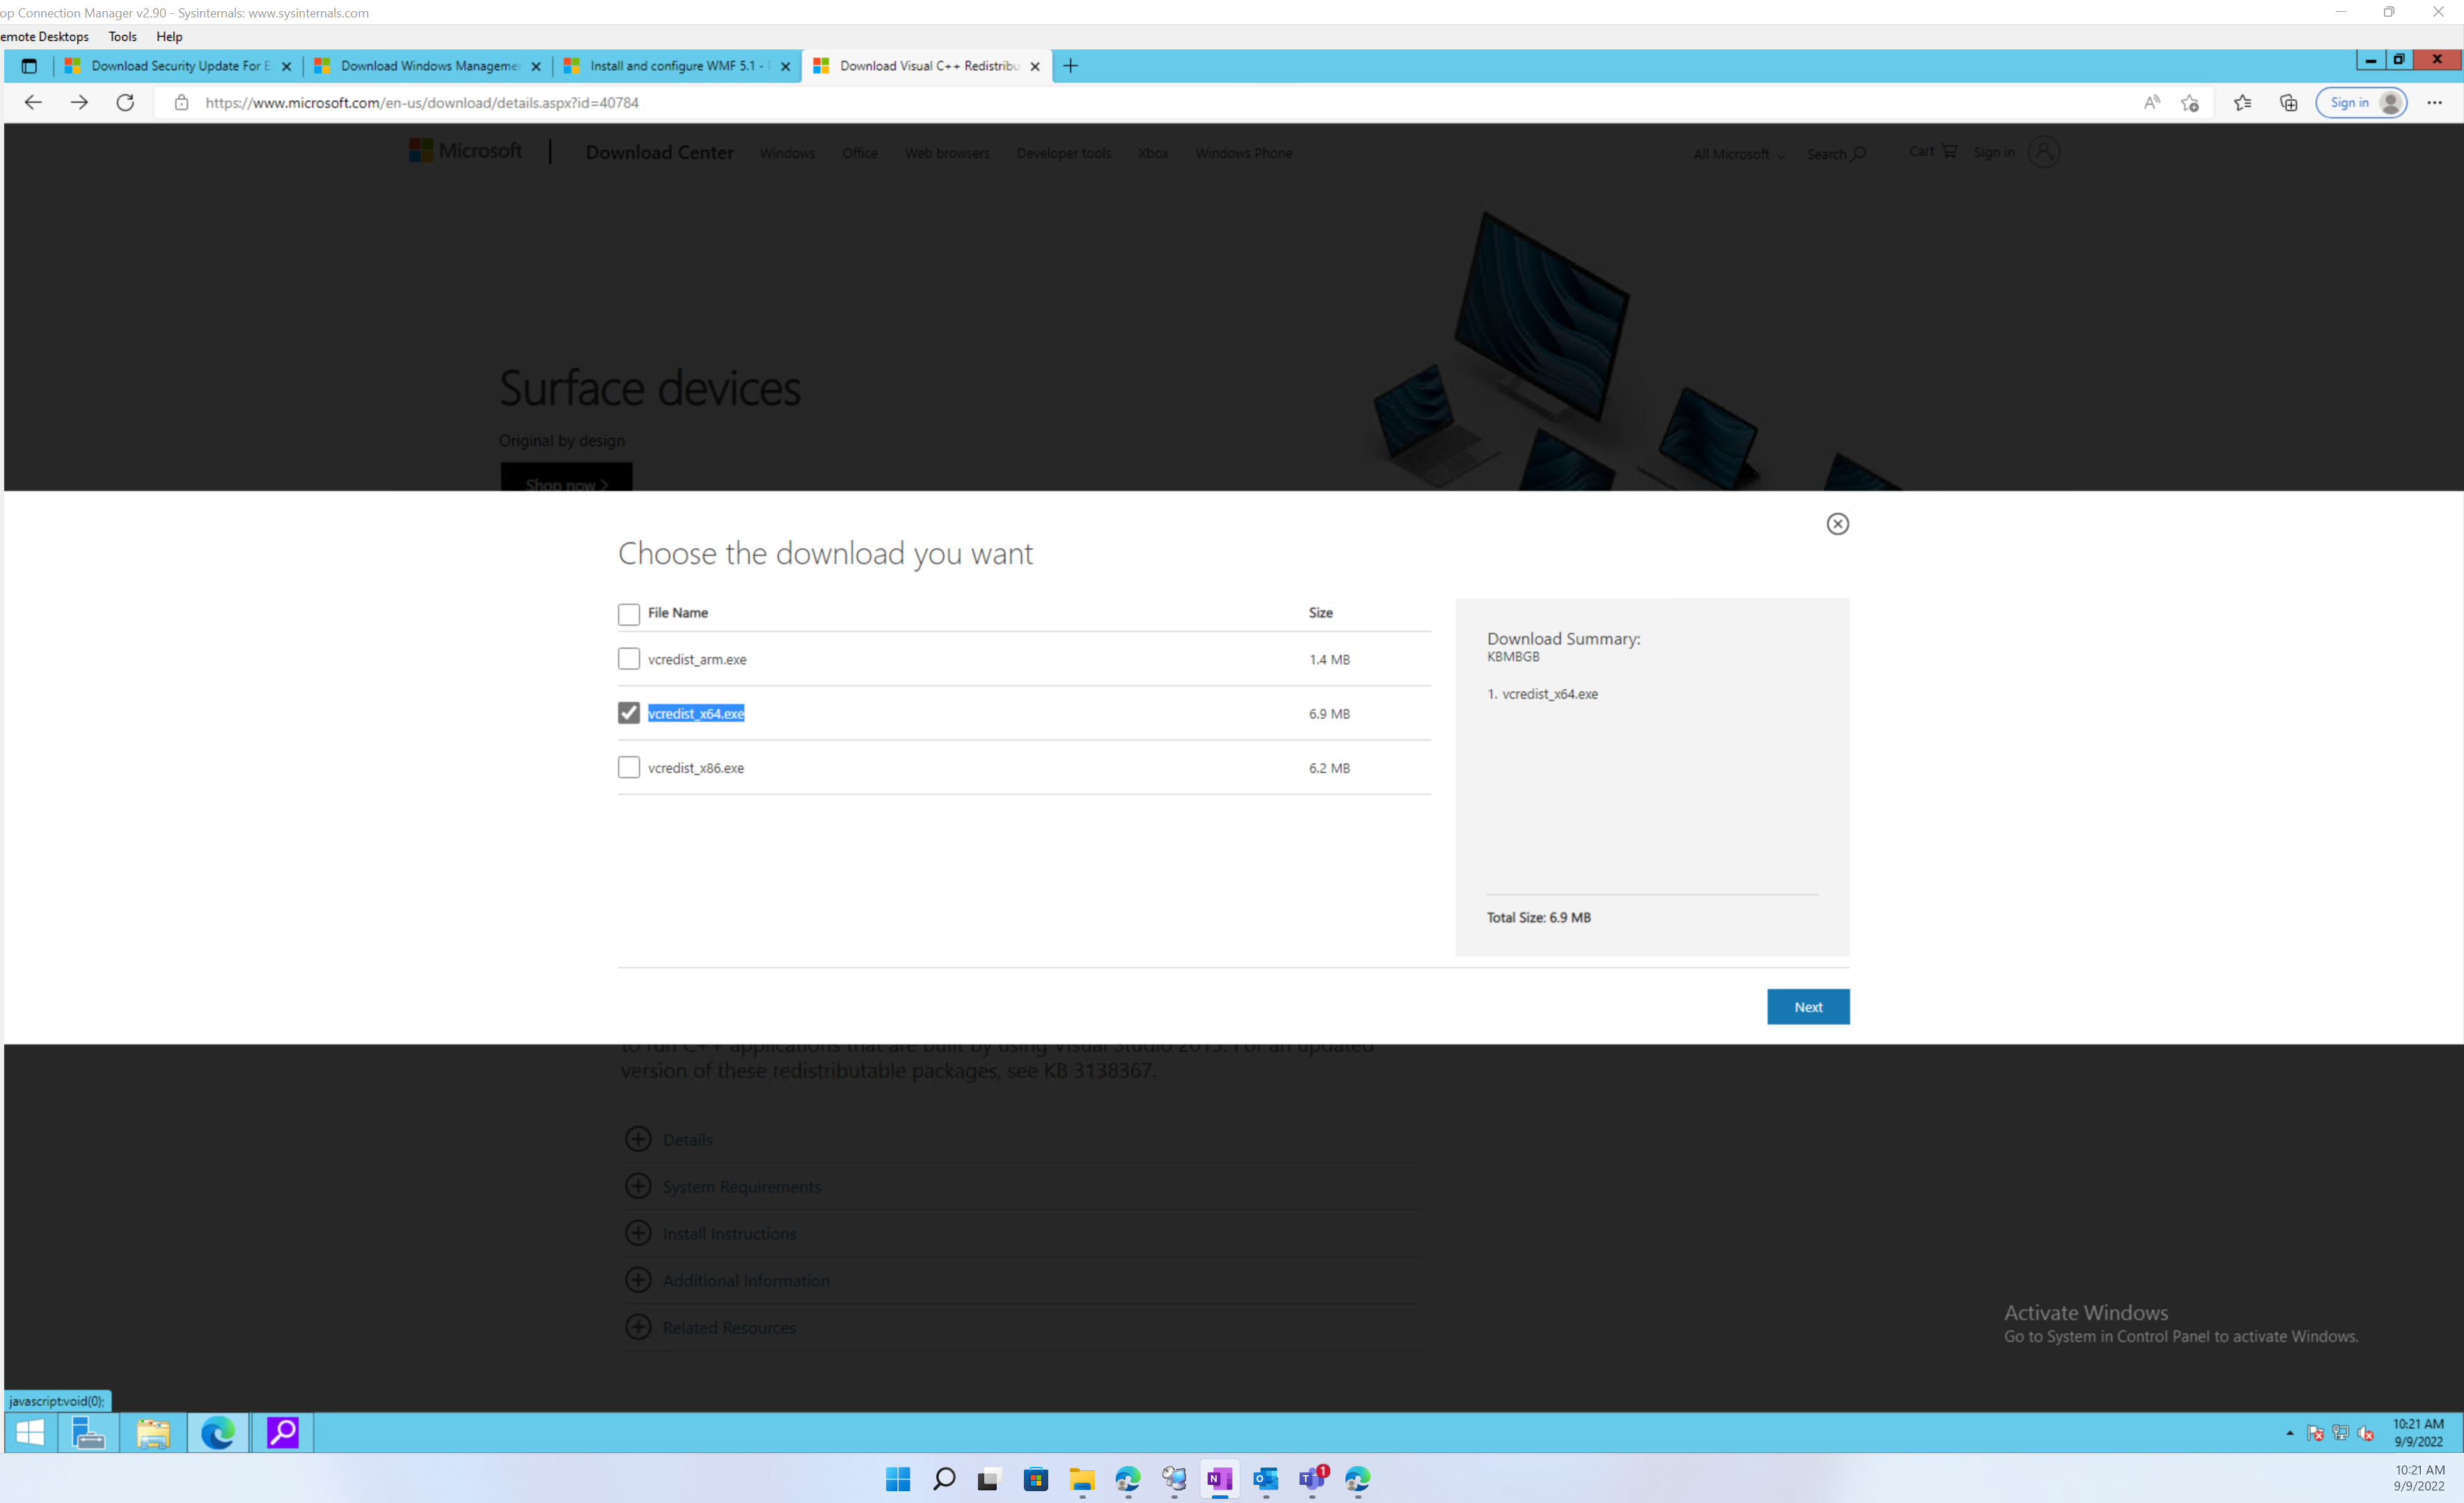 op Connection Manager v2.90 - Sysinternals: www.sysinternals.com
emote Desktops Tools Help
Download Security Update For E Download Windows Manageme Install and configure WMF 5.1 - Download Visual C++ Redistribu
https://www.microsoft.com/en-us/download/details.aspx?id=40784 Sign in
Microsoft Download Center Windows Office Web browsers Developer tools Xbox Windows Phone All Microsoft Search Cart Sign in
Surface devices
Original by design
Shop now
Choose the download you want
File Name Size
vcredist_arm.exe 1.4 MB
vcredist_x64.exe 6.9 MB
vcredist_x86.exe 6.2 MB
Download Summary:
KBMBGB
1. vcredist_x64.exe
Total Size: 6.9 MB
Next
to run C++ applications that are built by using Visual Studio 2013. For an updated
version of these redistributable packages, see KB 3138367.
Details
System Requirements
Install Instructions
Additional Information
Related Resources
Activate Windows
Go to System in Control Panel to activate Windows.
javascript:void(0);
10:21 AM
9/9/2022
1
10:21 AM
9/9/2022